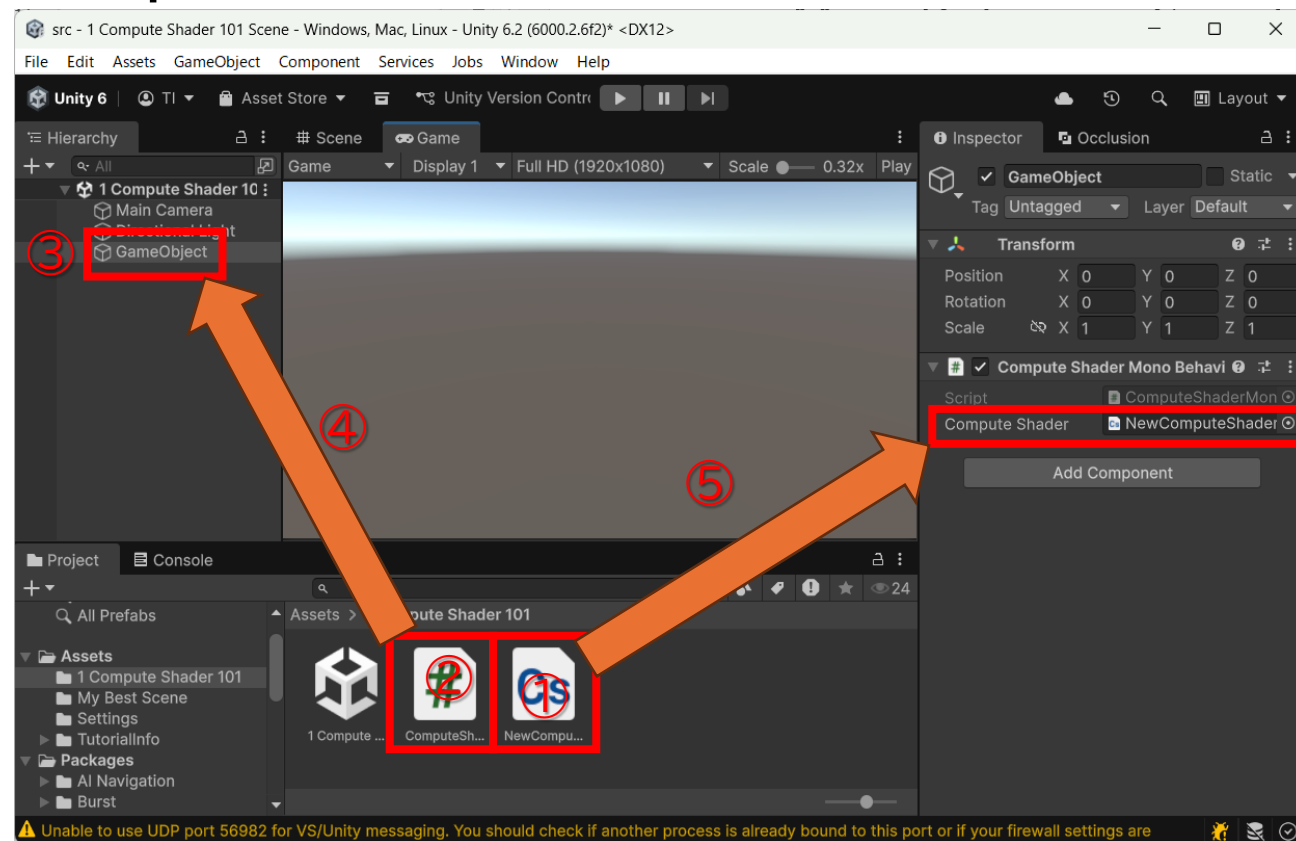 src - 1 Compute Shader 101 Scene - Windows, Mac, Linux - Unity 6.2 (6000.2.6f2)* <DX12>
File Edit Assets GameObject Component Services Jobs Window Help
Unity 6 TI Asset Store Unity Version Contr Layout
Hierarchy
All
1 Compute Shader 10
Main Camera
Directional Light
③ GameObject
# Scene Game
Game Display 1 Full HD (1920x1080) Scale 0.32x Play
④
⑤
Inspector Occlusion
GameObject Static
Tag Untagged Layer Default
Transform
Position X 0 Y 0 Z 0
Rotation X 0 Y 0 Z 0
Scale X 1 Y 1 Z 1
# Compute Shader Mono Behavi
Script ComputeShaderMon
Compute Shader NewComputeShader
Add Component
Project Console
24
All Prefabs
Assets
1 Compute Shader 101
My Best Scene
Settings
TutorialInfo
Packages
AI Navigation
Burst
Assets > pute Shader 101
# ② Cs ①
1 Compute ... ComputeSh... NewCompu...
Unable to use UDP port 56982 for VS/Unity messaging. You should check if another process is already bound to this port or if your firewall settings are